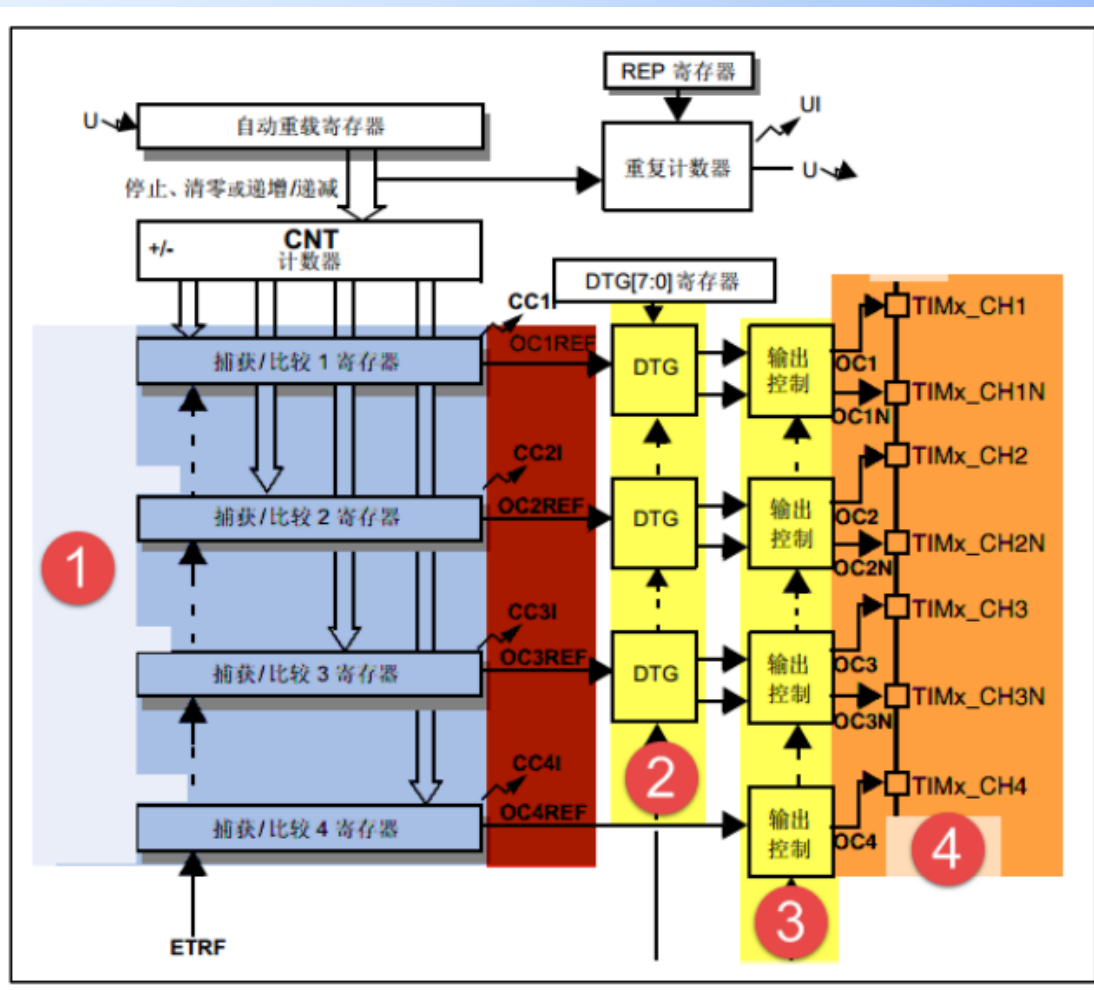 REP 寄存器
U
自动重载寄存器
UI
重复计数器
U
停止、清零或递增/递减
+/-
CNT
计数器
DTG[7:0] 寄存器
CC1I
OC1REF
捕获/比较 1 寄存器
DTG
输出
控制
OC1
OC1N
TIMx_CH1
TIMx_CH1N
CC2I
OC2REF
捕获/比较 2 寄存器
DTG
输出
控制
OC2
OC2N
TIMx_CH2
TIMx_CH2N
1
CC3I
OC3REF
捕获/比较 3 寄存器
DTG
输出
控制
OC3
OC3N
TIMx_CH3
TIMx_CH3N
2
CC4I
OC4REF
捕获/比较 4 寄存器
输出
控制
OC4
TIMx_CH4
4
3
ETRF